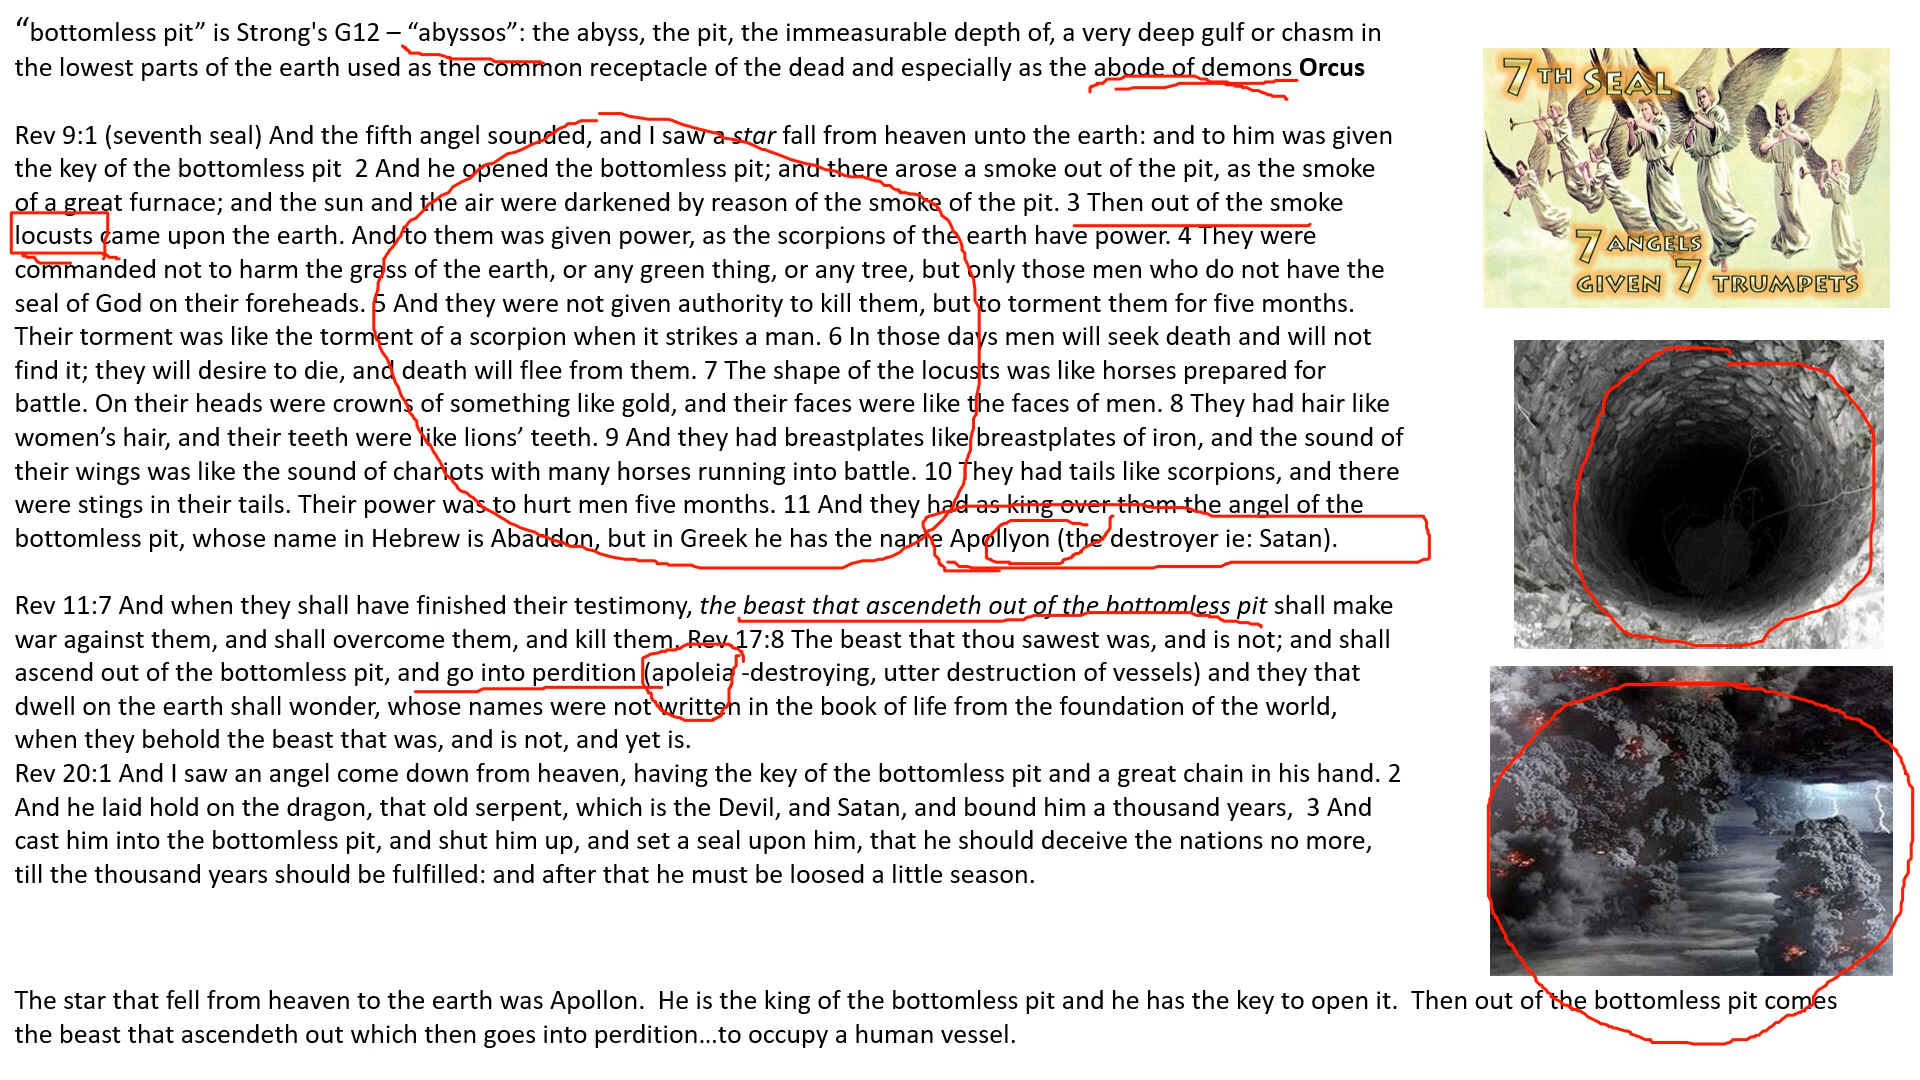 “bottomless pit” is Strong's G12 – “abyssos”: the abyss, the pit, the immeasurable depth of, a very deep gulf or chasm in
the lowest parts of the earth used as the common receptacle of the dead and especially as the abode of demons Orcus
Rev 9:1 (seventh seal) And the fifth angel sounded, and I saw a star fall from heaven unto the earth: and to him was given
the key of the bottomless pit  2 And he opened the bottomless pit; and there arose a smoke out of the pit, as the smoke
of a great furnace; and the sun and the air were darkened by reason of the smoke of the pit. 3 Then out of the smoke
locusts came upon the earth. And to them was given power, as the scorpions of the earth have power. 4 They were
commanded not to harm the grass of the earth, or any green thing, or any tree, but only those men who do not have the
seal of God on their foreheads. 5 And they were not given authority to kill them, but to torment them for five months.
Their torment was like the torment of a scorpion when it strikes a man. 6 In those days men will seek death and will not
find it; they will desire to die, and death will flee from them. 7 The shape of the locusts was like horses prepared for
battle. On their heads were crowns of something like gold, and their faces were like the faces of men. 8 They had hair like
women’s hair, and their teeth were like lions’ teeth. 9 And they had breastplates like breastplates of iron, and the sound of
their wings was like the sound of chariots with many horses running into battle. 10 They had tails like scorpions, and there
were stings in their tails. Their power was to hurt men five months. 11 And they had as king over them the angel of the
bottomless pit, whose name in Hebrew is Abaddon, but in Greek he has the name Apollyon (the destroyer ie: Satan).
Rev 11:7 And when they shall have finished their testimony, the beast that ascendeth out of the bottomless pit shall make
war against them, and shall overcome them, and kill them. Rev 17:8 The beast that thou sawest was, and is not; and shall
ascend out of the bottomless pit, and go into perdition (apoleia -destroying, utter destruction of vessels) and they that
dwell on the earth shall wonder, whose names were not written in the book of life from the foundation of the world,
when they behold the beast that was, and is not, and yet is.
Rev 20:1 And I saw an angel come down from heaven, having the key of the bottomless pit and a great chain in his hand. 2
And he laid hold on the dragon, that old serpent, which is the Devil, and Satan, and bound him a thousand years,  3 And
cast him into the bottomless pit, and shut him up, and set a seal upon him, that he should deceive the nations no more,
till the thousand years should be fulfilled: and after that he must be loosed a little season.
The star that fell from heaven to the earth was Apollon.  He is the king of the bottomless pit and he has the key to open it.  Then out of the bottomless pit comes
the beast that ascendeth out which then goes into perdition...to occupy a human vessel.
7TH SEAL
7 ANGELS
GIVEN 7 TRUMPETS